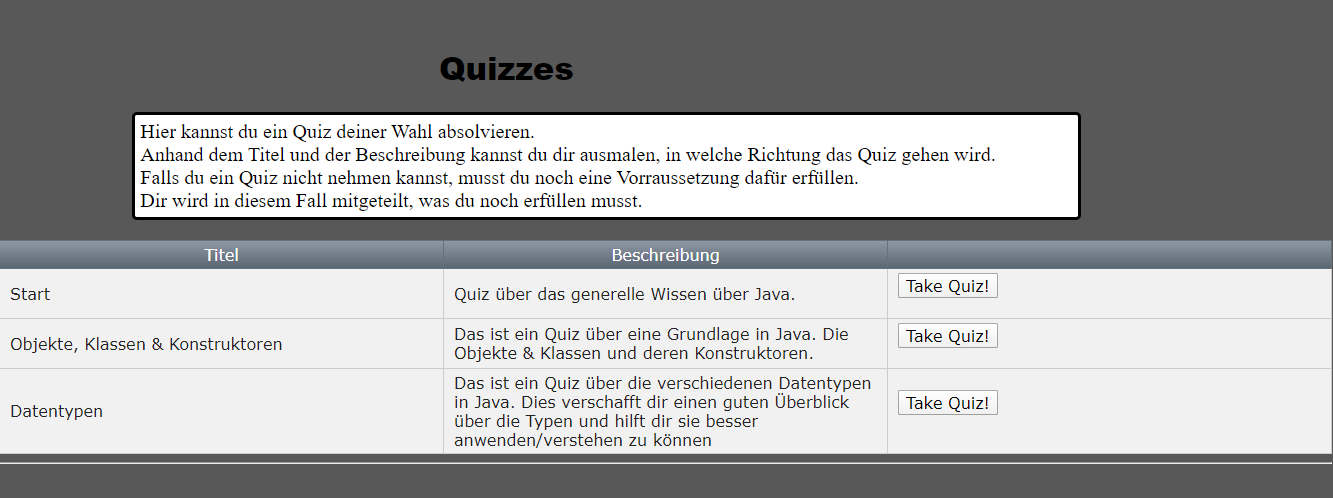 Quizzes
Hier kannst du ein Quiz deiner Wahl absolvieren.
Anhand dem Titel und der Beschreibung kannst du dir ausmalen, in welche Richtung das Quiz gehen wird.
Falls du ein Quiz nicht nehmen kannst, musst du noch eine Vorraussetzung dafür erfüllen.
Dir wird in diesem Fall mitgeteilt, was du noch erfüllen musst.
Titel
Beschreibung
Start
Quiz über das generelle Wissen über Java.
Take Quiz!
Objekte, Klassen & Konstruktoren
Das ist ein Quiz über eine Grundlage in Java. Die
Objekte & Klassen und deren Konstruktoren.
Take Quiz!
Datentypen
Das ist ein Quiz über die verschiedenen Datentypen
in Java. Dies verschafft dir einen guten Überblick
über die Typen und hilft dir sie besser
anwenden/verstehen zu können
Take Quiz!